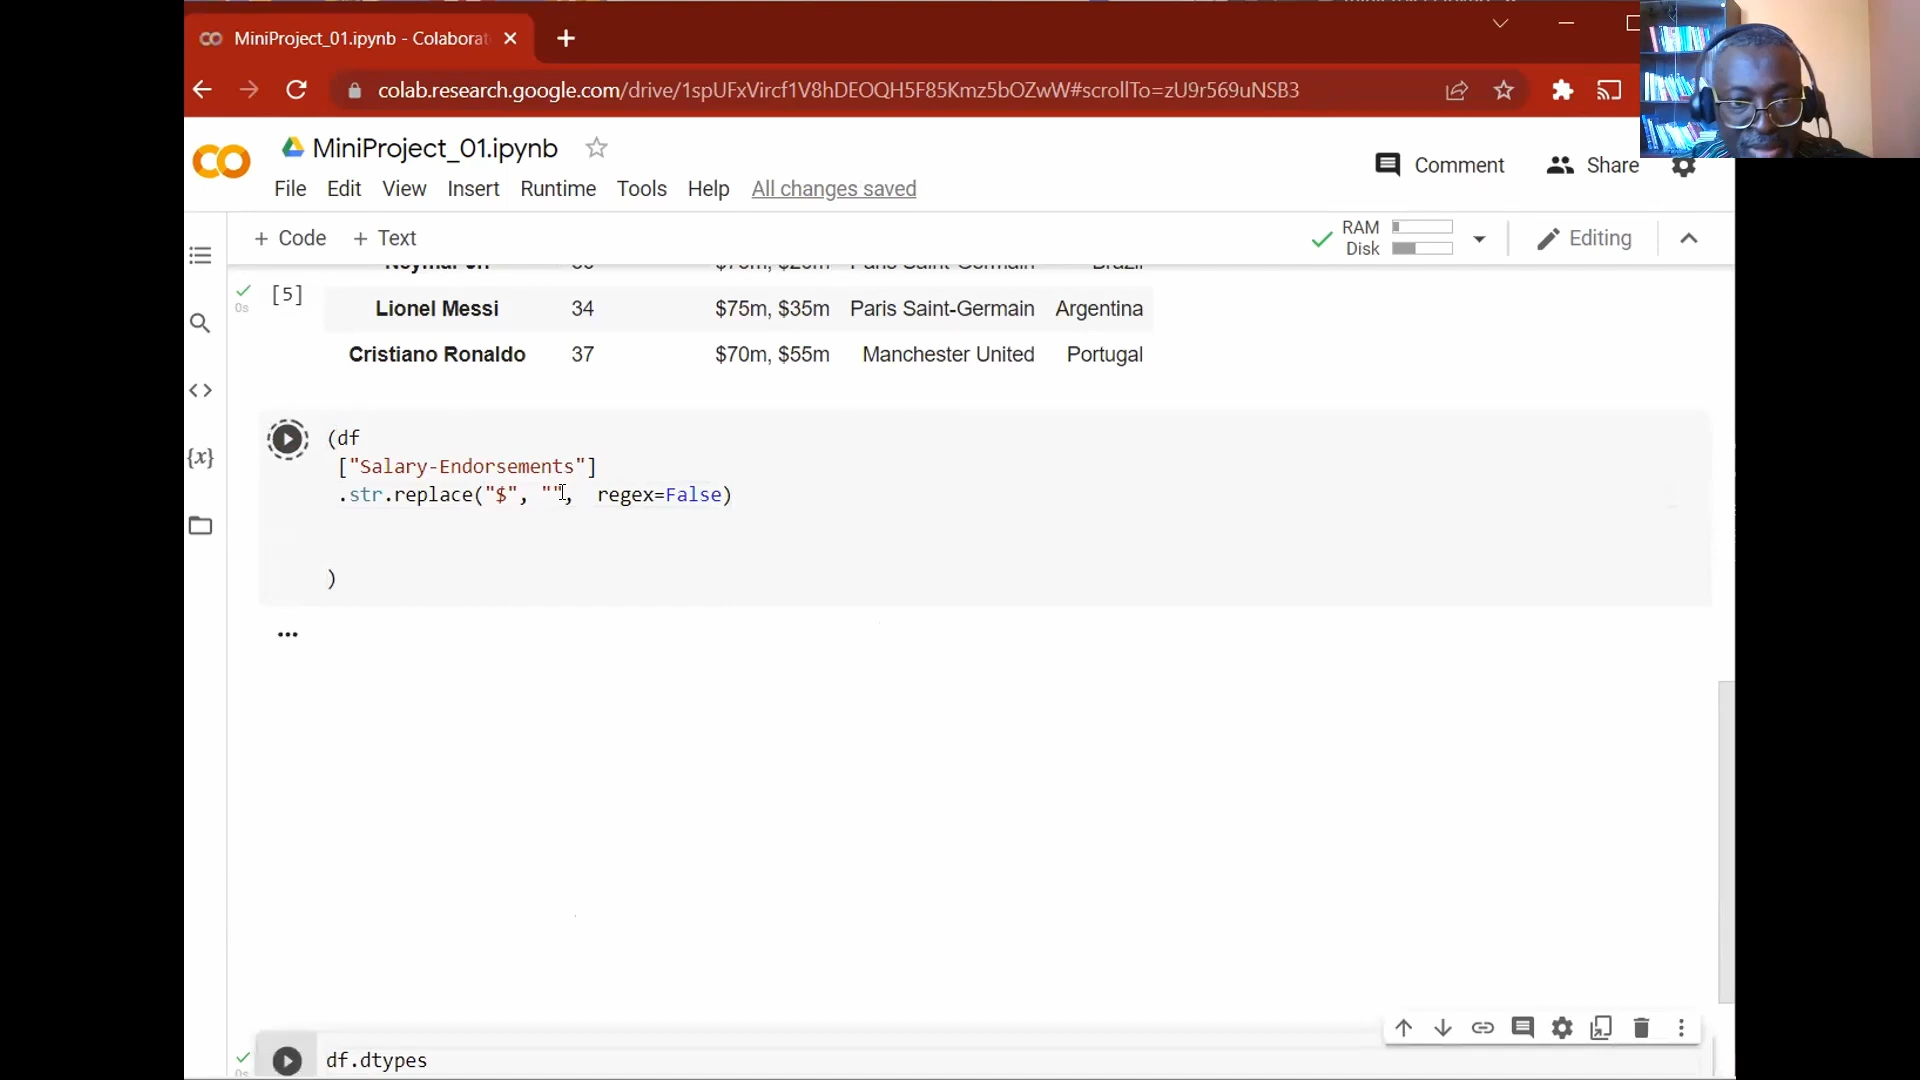 MiniProject_01.ipynb - Colaborat
colab.research.google.com/drive/1spUFxVircf1V8hDEOQH5F85Kmz5bOZwW#scrollTo=zU9r569uNSB3
MiniProject_01.ipynb
Comment
Share
File Edit View Insert Runtime Tools Help All changes saved
+ Code + Text
RAM
Disk
Editing
Lionel Messi 34 $75m, $35m Paris Saint-Germain Argentina
[5]
0s
Cristiano Ronaldo 37 $70m, $55m Manchester United Portugal
(df
["Salary-Endorsements"]
.str.replace("$", "", regex=False)
)
{x}
df.dtypes
0s